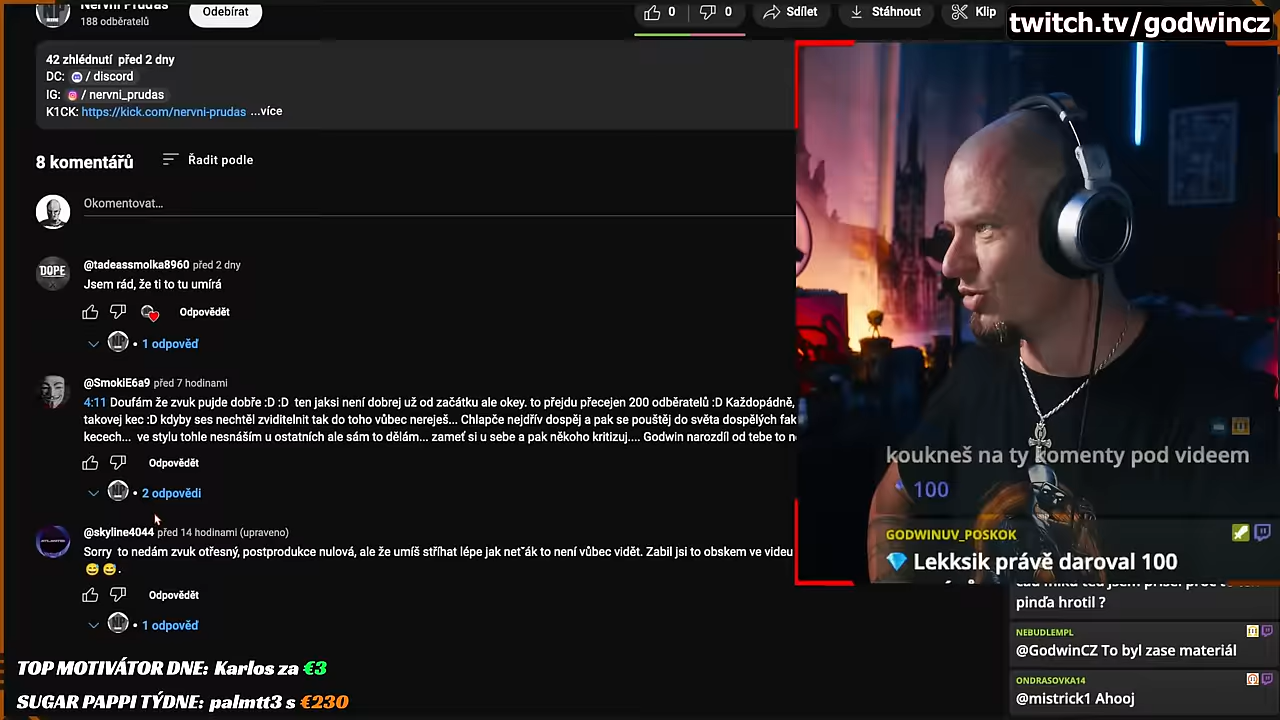 Nervní Prudas
188 odběratelů
Odebírat
0
0
Sdílet
Stáhnout
Klip
twitch.tv/godwincz
42 zhlédnutí před 2 dny
DC: / discord
IG: / nervni_prudas
K1CK: https://kick.com/nervni-prudas ...více
8 komentářů
Řadit podle
Okomentovat...
DOPE
@tadeassmolka8960 před 2 dny
Jsem rád, že ti to tu umírá
Odpovědět
1 odpověď
@SmokiE6a9 před 7 hodinami
4:11 Doufám že zvuk pujde dobře :D :D ten jaksi není dobrej už od začátku ale okey. to přejdu přecejen 200 odběratelů :D Každopádně,
takovej kec :D kdyby ses nechtěl zviditelnit tak do toho vůbec nereješ... Chlapče nejdřív dospěj a pak se pouštěj do světa dospělých fak
kecech... ve stylu tohle nesnáším u ostatních ale sám to dělám... zameť si u sebe a pak někoho kritizuj.... Godwin narozdíl od tebe to
Odpovědět
2 odpovědi
@skyline4044 před 14 hodinami (upraveno)
Sorry to nedám zvuk otřesný, postprodukce nulová, ale že umíš stříhat lépe jak netˇák to není vůbec vidět. Zabil jsi to obskem ve videu
😅 😅.
Odpovědět
1 odpověď
koukneš na ty komenty pod videem
100
GODWINUV_POSKOK
💎 Lekksik právě daroval 100
pinďa hrotil ?
NEBUDLEMPL
@GodwinCZ To byl zase materiál
ONDRASOVKA14
@mistrick1 Ahooj
TOP MOTIVÁTOR DNE: Karlos za €3
SUGAR PAPPI TÝDNE: palmtt3 s €230